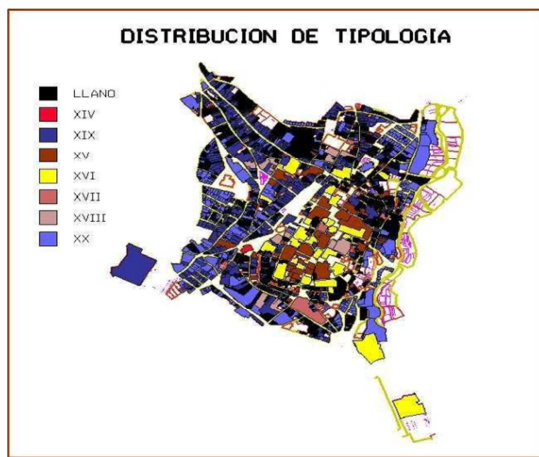 DISTRIBUCION DE TIPOLOGIA
LLANO
XIV
XIX
XV
XVI
XVII
XVIII
XX